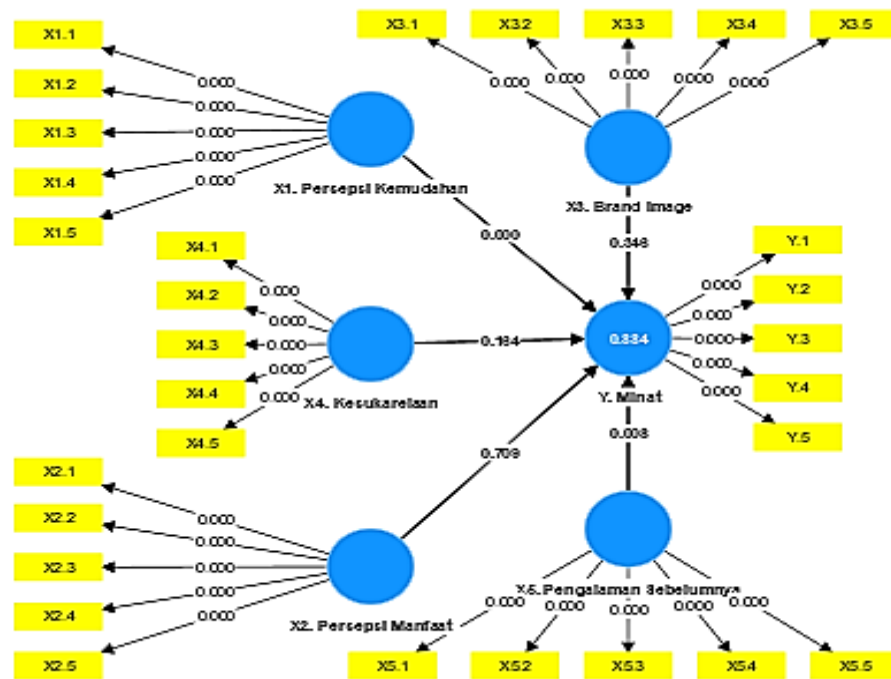 X1.1
X1.2
X1.3
X1.4
X1.5
0.000
0.000
0.000
0.000
0.000
X1. Persepsi Kemudahan
X3.1
X3.2
X3.3
X3.4
X3.5
0.000
0.000
0.000
0.000
0.000
X3. Brand Image
0.000
0.346
X4.1
X4.2
X4.3
X4.4
X4.5
0.000
0.000
0.000
0.000
0.000
X4. Kesukarelaan
0.164
Y.1
Y.2
Y.3
Y.4
Y.5
0.000
0.000
0.000
0.000
0.000
Y. Minat
0.709
X2.1
X2.2
X2.3
X2.4
X2.5
0.000
0.000
0.000
0.000
0.000
X2. Persepsi Manfaat
X5. Pengalaman Sebelumnya
0.000
0.000
0.000
0.000
0.000
X5.1
X5.2
X5.3
X5.4
X5.5